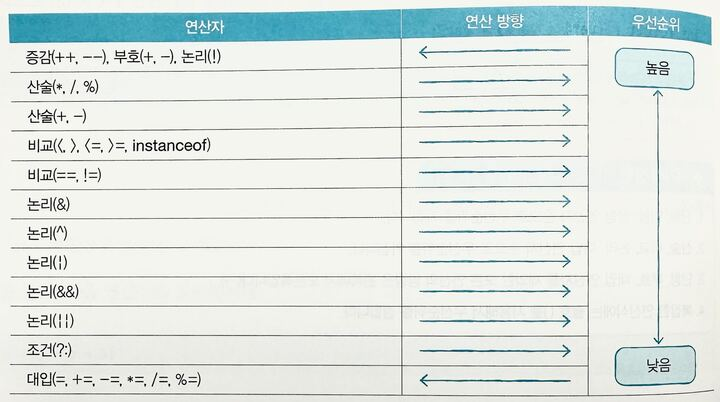 연산자 연산 방향 우선순위
증감(++, --), 부호(+, -), 논리(!) 높음
산술(*, /, %)
산술(+, -)
비교(<, >, <=, >=, instanceof)
비교(==, !=)
논리(&)
논리(^)
논리(¦)
논리(&&)
논리(¦¦)
조건(?:) 낮음
대입(=, +=, -=, *=, /=, %=)